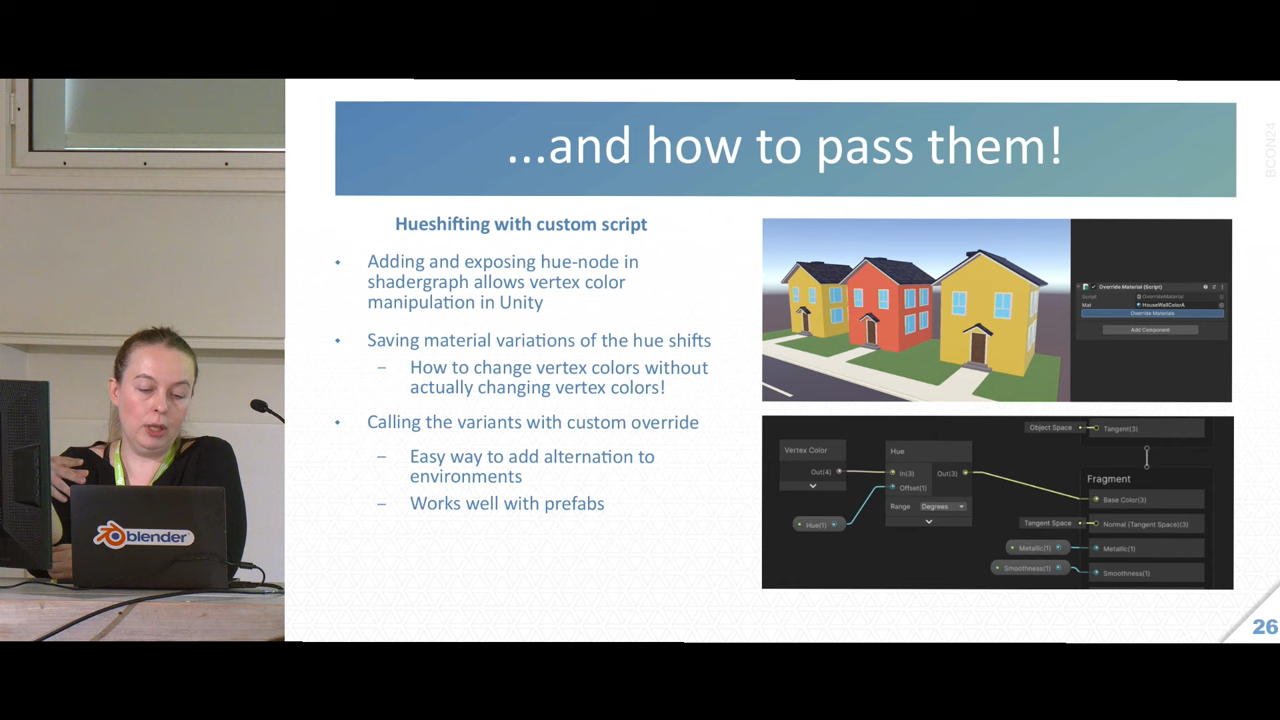 ...and how to pass them!
BCON24
Hueshifting with custom script
Adding and exposing hue-node in
shadergraph allows vertex color
manipulation in Unity
Saving material variations of the hue shifts
– How to change vertex colors without
actually changing vertex colors!
Calling the variants with custom override
– Easy way to add alternation to
environments
– Works well with prefabs
Override Material (Script)
Script
OverrideMaterial
Mat
HouseWallColorA
Override Materials
Add Component
Object Space
Tangent(3)
Vertex Color
Out(4)
Hue
In(3)
Out(3)
Offset(1)
Range
Degrees
Hue(1)
Fragment
Base Color(3)
Tangent Space
Normal (Tangent Space)(3)
Metallic(1)
Metallic(1)
Smoothness(1)
Smoothness(1)
blender
26